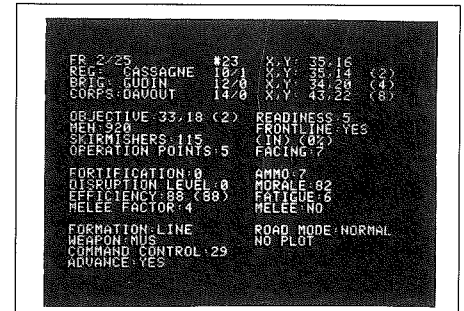 FR 2/25 #23 X,Y: 35,16
REG: CASSAGNE 10/1 X,Y: 35,14 (2)
BRIG: GUDIN 12/0 X,Y: 34,20 (4)
CORPS:DAVOUT 14/0 X,Y: 43,22 (8)
OBJECTIVE:33,18 (2) READINESS:5
MEN:920 FRONTLINE:YES
SKIRMISHERS:115 (IN) (0%)
OPERATION POINTS:5 FACING:7
FORTIFICATION:0 AMMO:7
DISRUPTION LEVEL:0 MORALE:82
EFFICIENCY:88 (88) FATIGUE:6
MELEE FACTOR:4 MELEE:NO
FORMATION:LINE ROAD MODE:NORMAL
WEAPON:MUS NO PLOT
COMMAND CONTROL:29
ADVANCE:YES